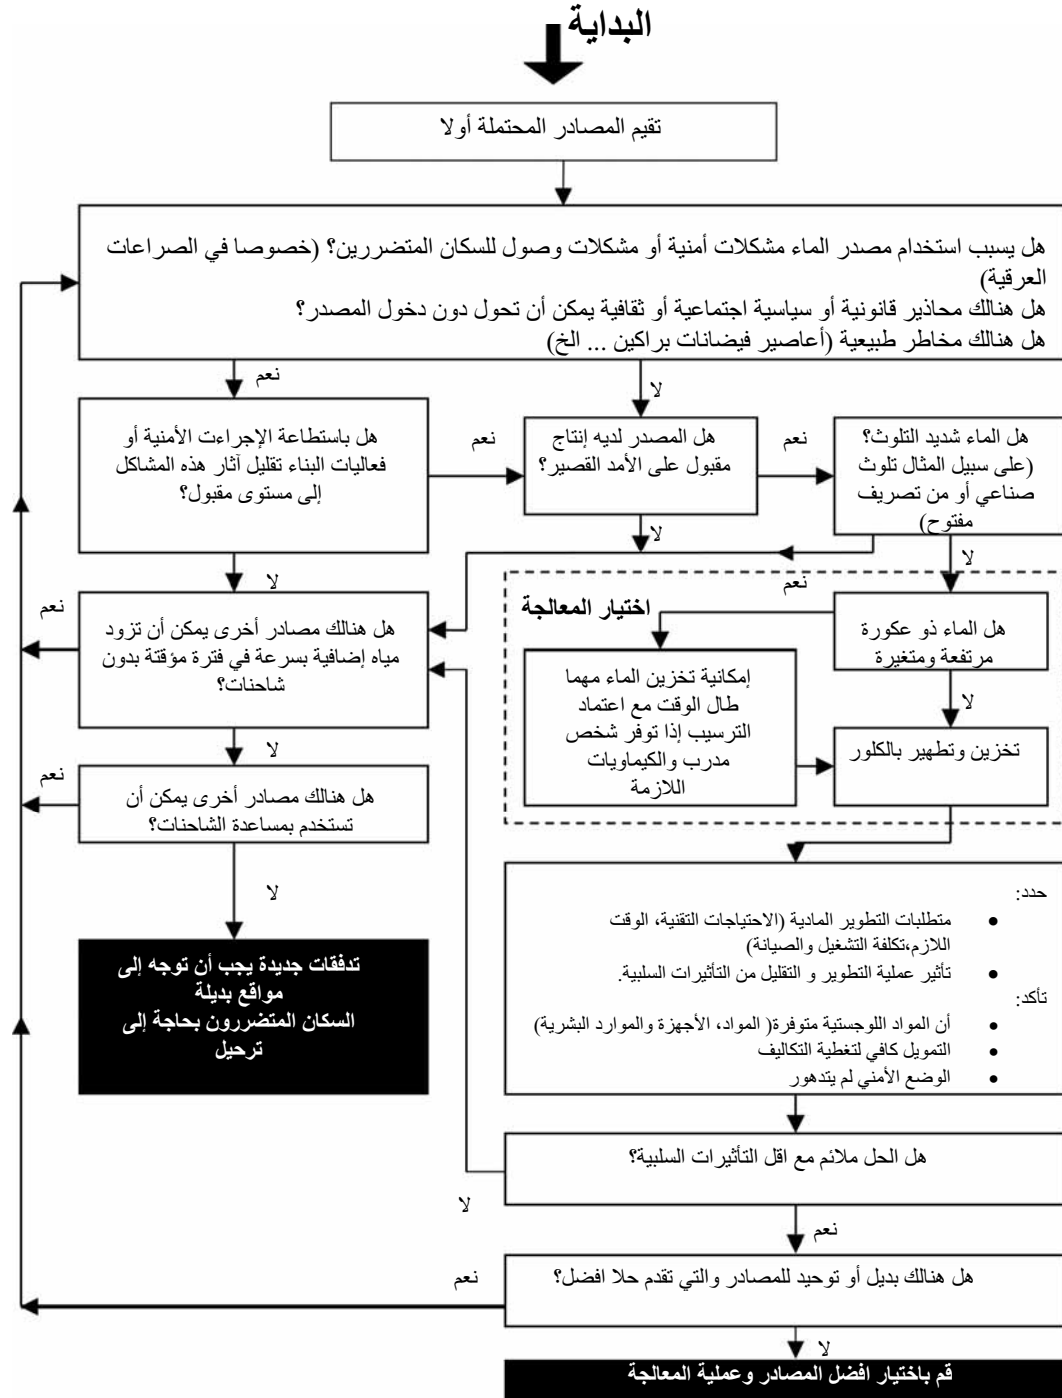 البداية
تقيم المصادر المحتملة أولا
هل يسبب استخدام مصدر الماء مشكلات أمنية أو مشكلات وصول للسكان المتضررين؟ (خصوصا في الصراعات
العرقية)
هل هنالك محاذير قانونية أو سياسية اجتماعية أو ثقافية يمكن أن تحول دون دخول المصدر؟
هل هنالك مخاطر طبيعية (أعاصير فيضانات براكين ... الخ)
نعم
لا
هل الماء شديد التلوث؟
(على سبيل المثال تلوث
صناعي أو من تصريف
مفتوح)
نعم
هل المصدر لديه إنتاج
مقبول على الأمد القصير؟
نعم
هل باستطاعة الإجراءت الأمنية أو
فعاليات البناء تقليل آثار هذه المشاكل
إلى مستوى مقبول؟
لا
لا
لا
نعم
اختيار المعالجة
هل الماء ذو عكورة
مرتفعة ومتغيرة
لا
إمكانية تخزين الماء مهما
طال الوقت مع اعتماد
الترسيب إذا توفر شخص
مدرب والكيماويات
اللازمة
تخزين وتطهير بالكلور
نعم
هل هنالك مصادر أخرى يمكن أن تزود
مياه إضافية بسرعة في فترة مؤقتة بدون
شاحنات؟
لا
نعم
هل هنالك مصادر أخرى يمكن أن
تستخدم بمساعدة الشاحنات؟
لا
تدفقات جديدة يجب أن توجه إلى
مواقع بديلة
السكان المتضررون بحاجة إلى
ترحيل
حدد:
• متطلبات التطوير المادية (الاحتياجات التقنية، الوقت
اللازم،تكلفة التشغيل والصيانة)
• تأثير عملية التطوير و التقليل من التأثيرات السلبية.
تأكد:
• أن المواد اللوجستية متوفرة( المواد، الأجهزة والموارد البشرية)
• التمويل كافي لتغطية التكاليف
• الوضع الأمني لم يتدهور
هل الحل ملائم مع اقل التأثيرات السلبية؟
لا
نعم
هل هنالك بديل أو توحيد للمصادر والتي تقدم حلا افضل؟
نعم
لا
قم باختيار افضل المصادر وعملية المعالجة